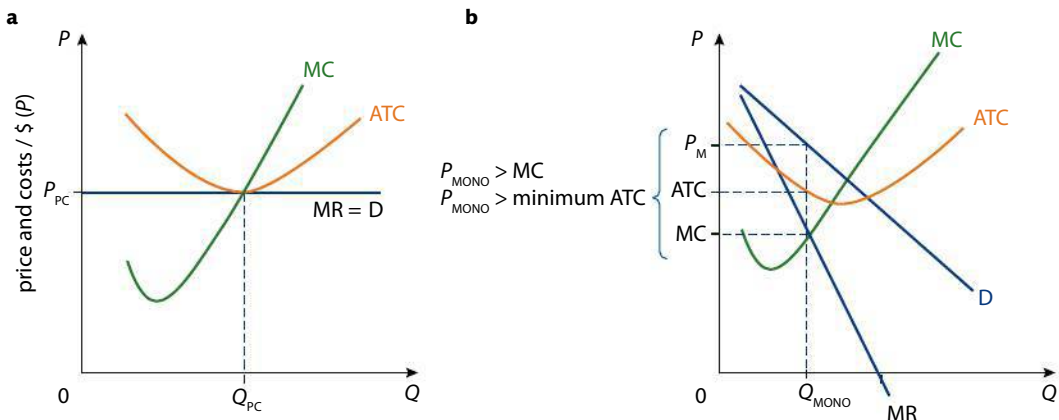 a
P
MC
ATC
price and costs / $ (P)
P_PC
MR = D
0
Q_PC
Q
b
P
MC
ATC
P_M
P_MONO > MC
P_MONO > minimum ATC
ATC
MC
D
0
Q_MONO
MR
Q